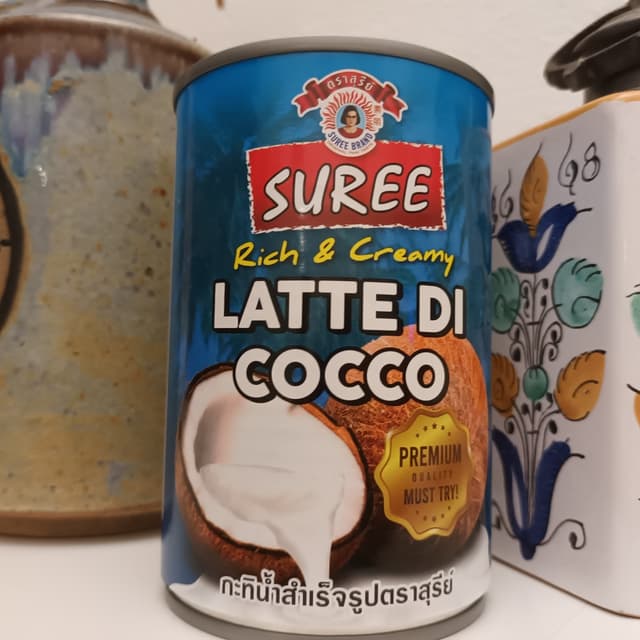 ตราสุรีย์
SUREE BRAND
SUREE
Rich & Creamy
LATTE DI
COCCO
PREMIUM
QUALITY
MUST TRY!
กะทิน้ำสำเร็จรูปตราสุรีย์